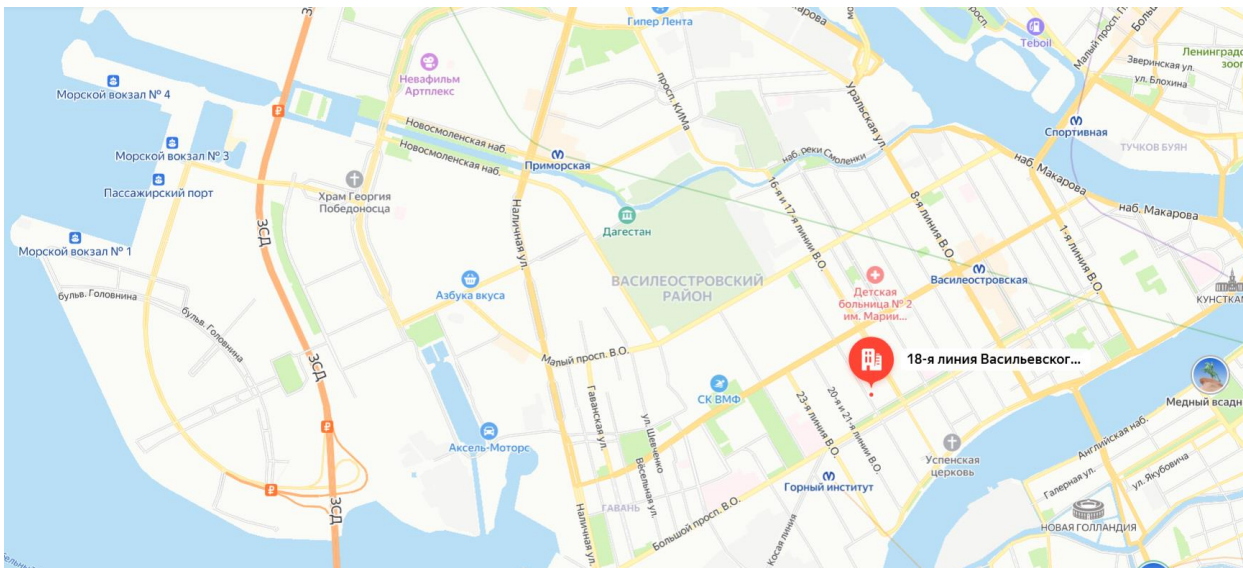 Гипер Лента
Teboil
Ленинградс
зооп
Зверинская ул.
ул. Блохина
Невафильм
Артплекс
Морской вокзал № 4
просп. КИМа
Уральская ул.
Спортивная
ТУЧКОВ БУЯН
Новосмоленская наб.
Новосмоленская наб.
Морской вокзал № 3
Приморская
наб. реки Смоленки
наб. Макарова
наб. Макарова
Пассажирский порт
Храм Георгия
Победоносца
16-я и 17-я линии В.О.
8-я линия В.О.
1-я линия В.О.
ЗСД
Наличная ул.
Дагестан
Морской вокзал № 1
Василеостровская
ВАСИЛЕОСТРОВСКИЙ
РАЙОН
Детская
больница № 2
им. Марии...
КУНСТКАМ
бульв. Головнина
бульв. Головнина
Азбука вкуса
Малый просп. В.О.
18-я линия Васильевског...
ЗСД
СК ВМФ
Медный всадн
Гаванская ул.
ул. Шевченко
23-я линия В.О.
20-я и 21-я линии В.О.
Аксель-Моторс
Успенская
церковь
Английская наб.
Весельная ул.
Галерная ул.
ул. Якубовича
Горный институт
ЗСД
ГАВАНЬ
Наличная ул.
Большой просп. В.О.
Косая линия
НОВАЯ ГОЛЛАНДИЯ